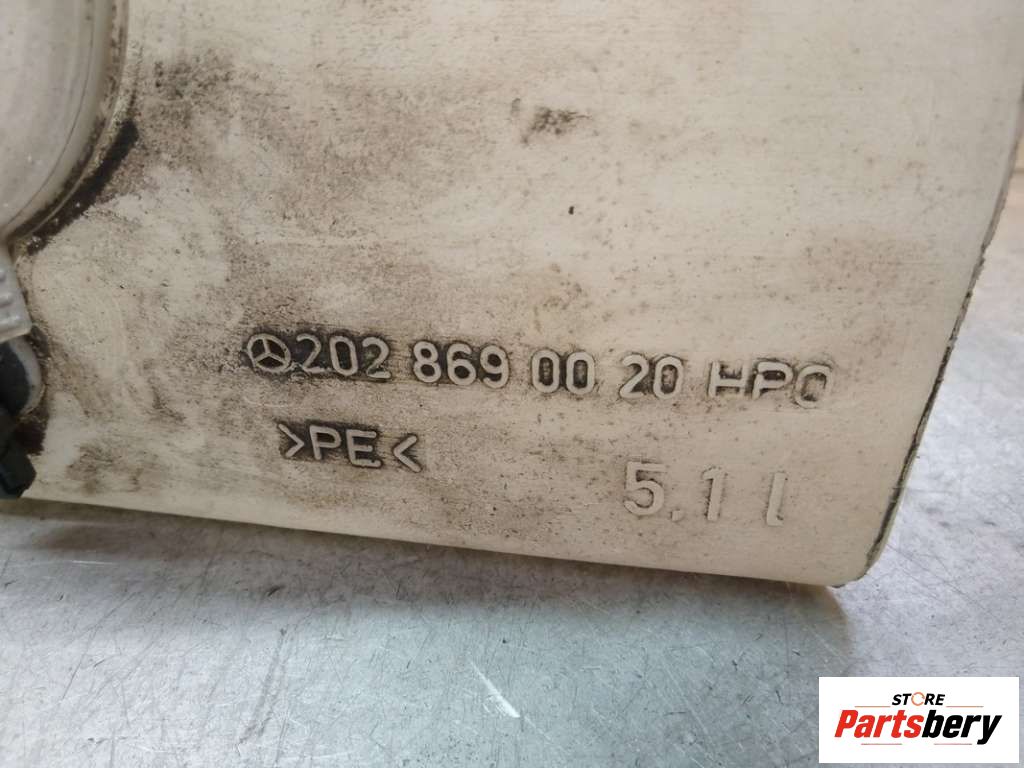 202 869 00 20 HPO
>PE<
5,1 l
STORE
Partsbery